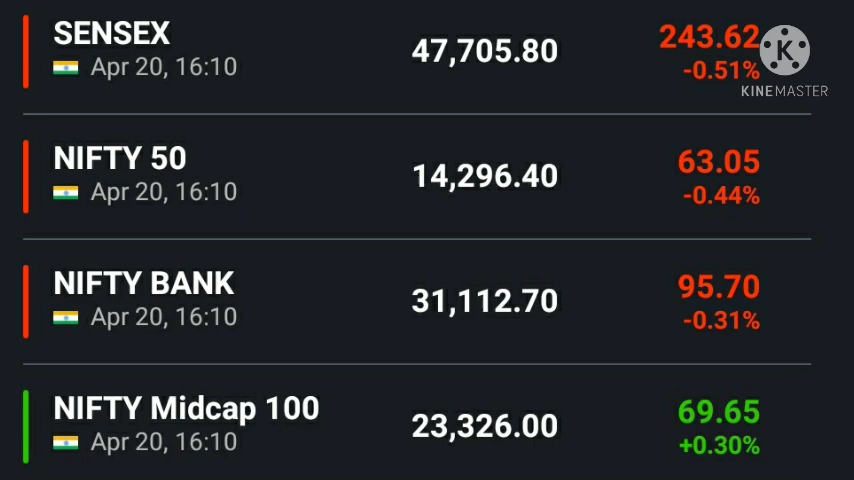 SENSEX
47,705.80
243.62
Apr 20, 16:10
-0.51%
K
KINEMASTER
NIFTY 50
14,296.40
63.05
Apr 20, 16:10
-0.44%
NIFTY BANK
31,112.70
95.70
Apr 20, 16:10
-0.31%
NIFTY Midcap 100
23,326.00
69.65
Apr 20, 16:10
+0.30%